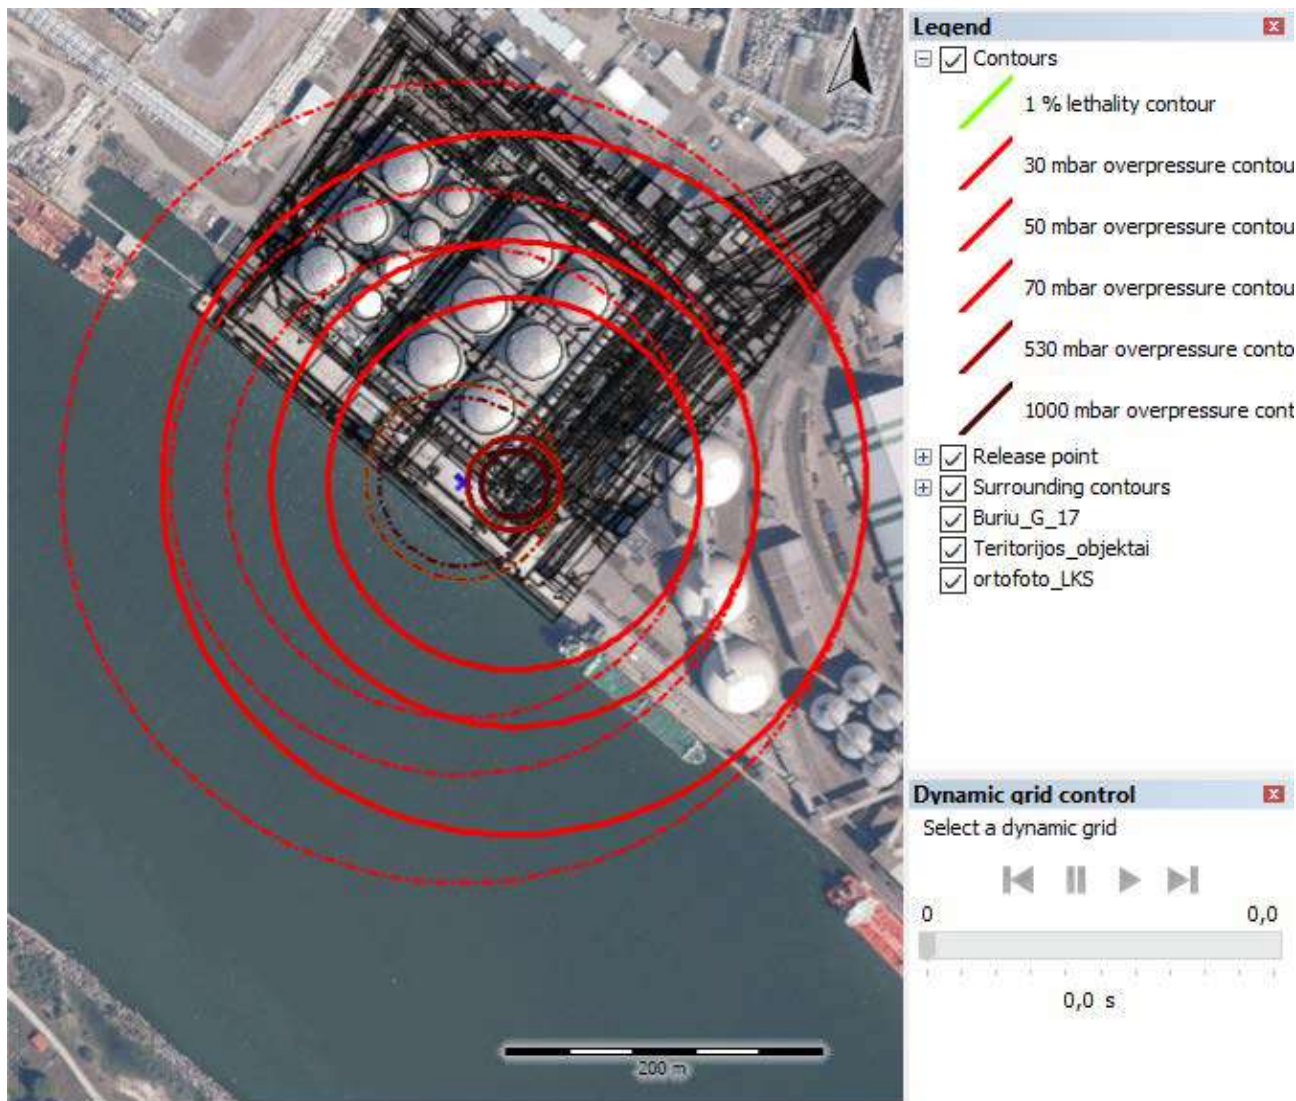 Legend
Contours
1 % lethality contour
30 mbar overpressure contou
50 mbar overpressure contou
70 mbar overpressure contou
530 mbar overpressure conto
1000 mbar overpressure cont
Release point
Surrounding contours
Buriu_G_17
Teritorijos_objektai
ortofoto_LKS
Dynamic grid control
Select a dynamic grid
0 0,0
0,0 s
200 m